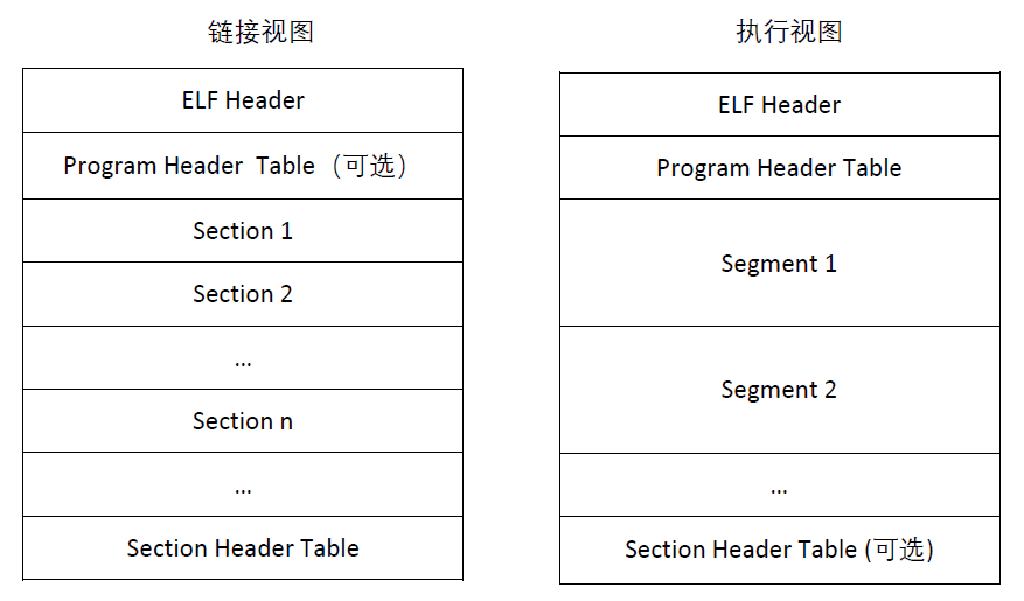 链接视图
ELF Header
Program Header Table（可选）
Section 1
Section 2
...
Section n
...
Section Header Table
执行视图
ELF Header
Program Header Table
Segment 1
Segment 2
...
Section Header Table (可选)